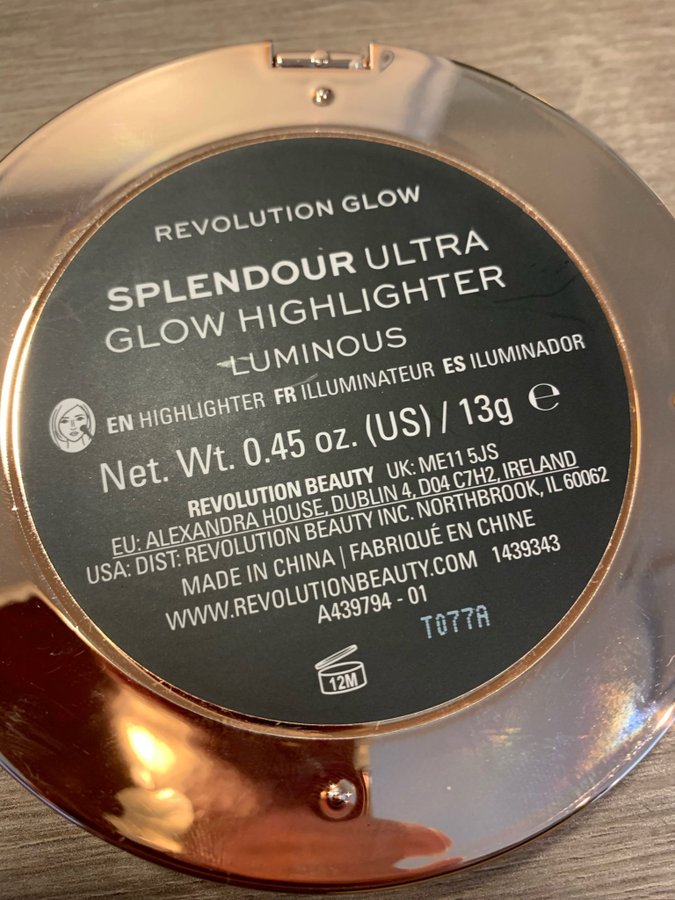 REVOLUTION GLOW
SPLENDOUR ULTRA
GLOW HIGHLIGHTER
LUMINOUS
EN HIGHLIGHTER FR ILLUMINATEUR ES ILUMINADOR
Net. Wt. 0.45 oz. (US) / 13g ℮
REVOLUTION BEAUTY UK: ME11 5JS
EU: ALEXANDRA HOUSE, DUBLIN 4, D04 C7H2, IRELAND
USA: DIST: REVOLUTION BEAUTY INC. NORTHBROOK, IL 60062
MADE IN CHINA | FABRIQUÉ EN CHINE
WWW.REVOLUTIONBEAUTY.COM 1439343
A439794 - 01
T077A
12M